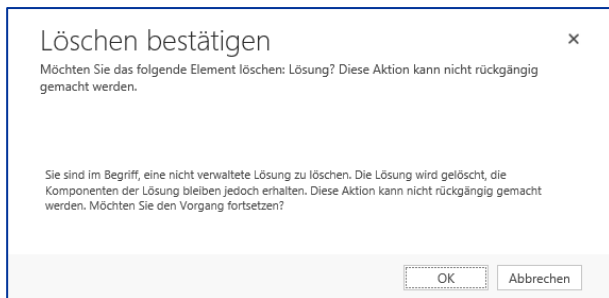 Löschen bestätigen
Möchten Sie das folgende Element löschen: Lösung? Diese Aktion kann nicht rückgängig
gemacht werden.
Sie sind im Begriff, eine nicht verwaltete Lösung zu löschen. Die Lösung wird gelöscht, die
Komponenten der Lösung bleiben jedoch erhalten. Diese Aktion kann nicht rückgängig gemacht
werden. Möchten Sie den Vorgang fortsetzen?
OK Abbrechen